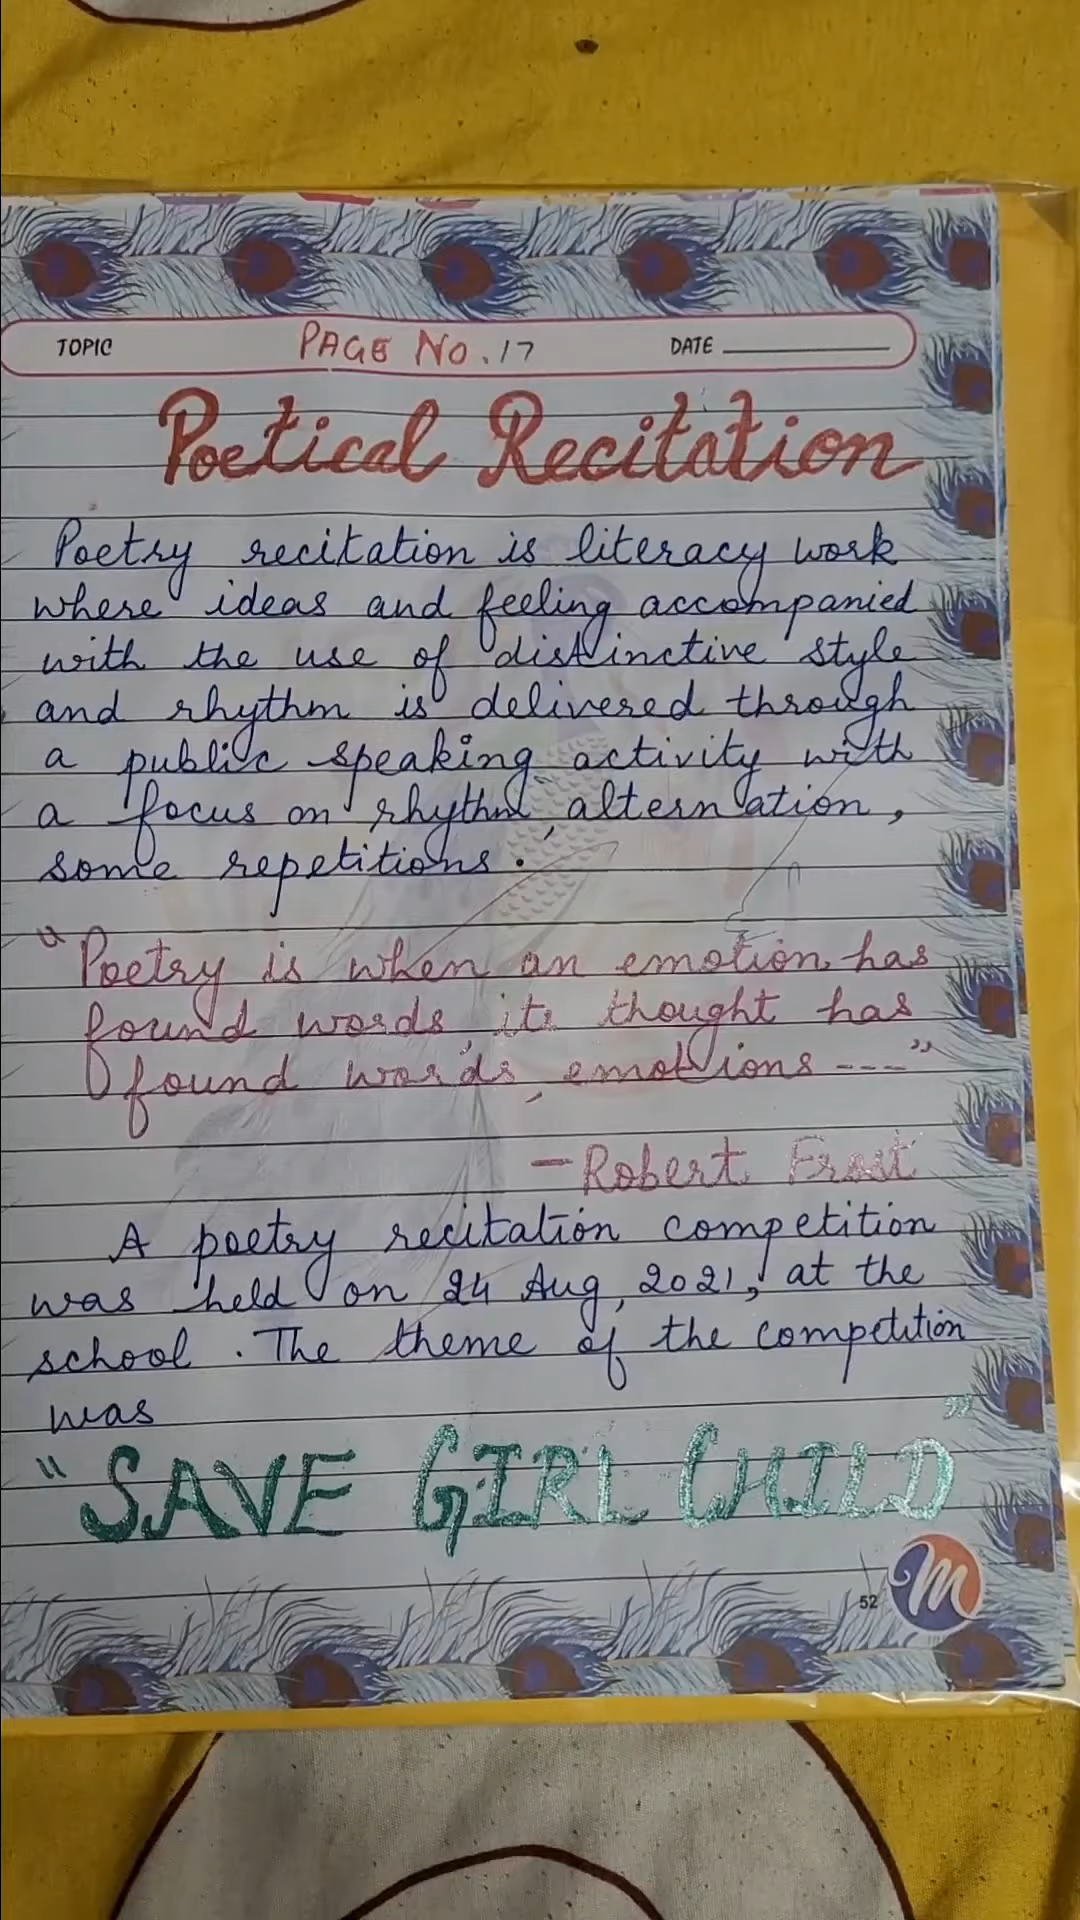 TOPIC PAGE No. 17 DATE
Poetical Recitation
Poetry recitation is literacy work
where ideas and feeling accompanied
with the use of distinctive style
and rhythm is delivered through
a public speaking activity with
a focus on rhythm, alternation,
some repetitions.
"Poetry is when an emotion has
found words, its thought has
found words, emotions ---"
- Robert Frost
A poetry recitation competition
was held on 24 Aug, 2021, at the
school. The theme of the competition
was
"SAVE GIRL CHILD"
52 m